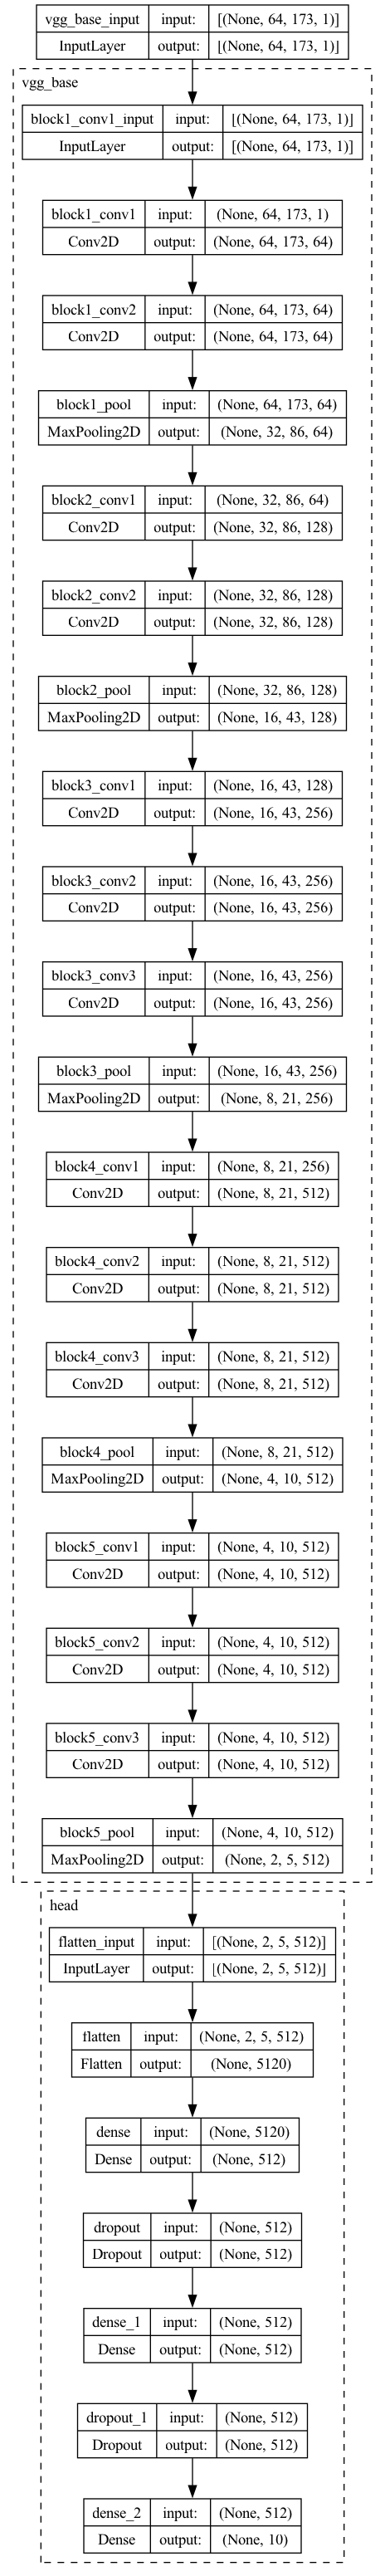 vgg_base_input input: [(None, 64, 173, 1)]
InputLayer output: [(None, 64, 173, 1)]
vgg_base
block1_conv1_input input: [(None, 64, 173, 1)]
InputLayer output: [(None, 64, 173, 1)]
block1_conv1 input: (None, 64, 173, 1)
Conv2D output: (None, 64, 173, 64)
block1_conv2 input: (None, 64, 173, 64)
Conv2D output: (None, 64, 173, 64)
block1_pool input: (None, 64, 173, 64)
MaxPooling2D output: (None, 32, 86, 64)
block2_conv1 input: (None, 32, 86, 64)
Conv2D output: (None, 32, 86, 128)
block2_conv2 input: (None, 32, 86, 128)
Conv2D output: (None, 32, 86, 128)
block2_pool input: (None, 32, 86, 128)
MaxPooling2D output: (None, 16, 43, 128)
block3_conv1 input: (None, 16, 43, 128)
Conv2D output: (None, 16, 43, 256)
block3_conv2 input: (None, 16, 43, 256)
Conv2D output: (None, 16, 43, 256)
block3_conv3 input: (None, 16, 43, 256)
Conv2D output: (None, 16, 43, 256)
block3_pool input: (None, 16, 43, 256)
MaxPooling2D output: (None, 8, 21, 256)
block4_conv1 input: (None, 8, 21, 256)
Conv2D output: (None, 8, 21, 512)
block4_conv2 input: (None, 8, 21, 512)
Conv2D output: (None, 8, 21, 512)
block4_conv3 input: (None, 8, 21, 512)
Conv2D output: (None, 8, 21, 512)
block4_pool input: (None, 8, 21, 512)
MaxPooling2D output: (None, 4, 10, 512)
block5_conv1 input: (None, 4, 10, 512)
Conv2D output: (None, 4, 10, 512)
block5_conv2 input: (None, 4, 10, 512)
Conv2D output: (None, 4, 10, 512)
block5_conv3 input: (None, 4, 10, 512)
Conv2D output: (None, 4, 10, 512)
block5_pool input: (None, 4, 10, 512)
MaxPooling2D output: (None, 2, 5, 512)
head
flatten_input input: [(None, 2, 5, 512)]
InputLayer output: [(None, 2, 5, 512)]
flatten input: (None, 2, 5, 512)
Flatten output: (None, 5120)
dense input: (None, 5120)
Dense output: (None, 512)
dropout input: (None, 512)
Dropout output: (None, 512)
dense_1 input: (None, 512)
Dense output: (None, 512)
dropout_1 input: (None, 512)
Dropout output: (None, 512)
dense_2 input: (None, 512)
Dense output: (None, 10)